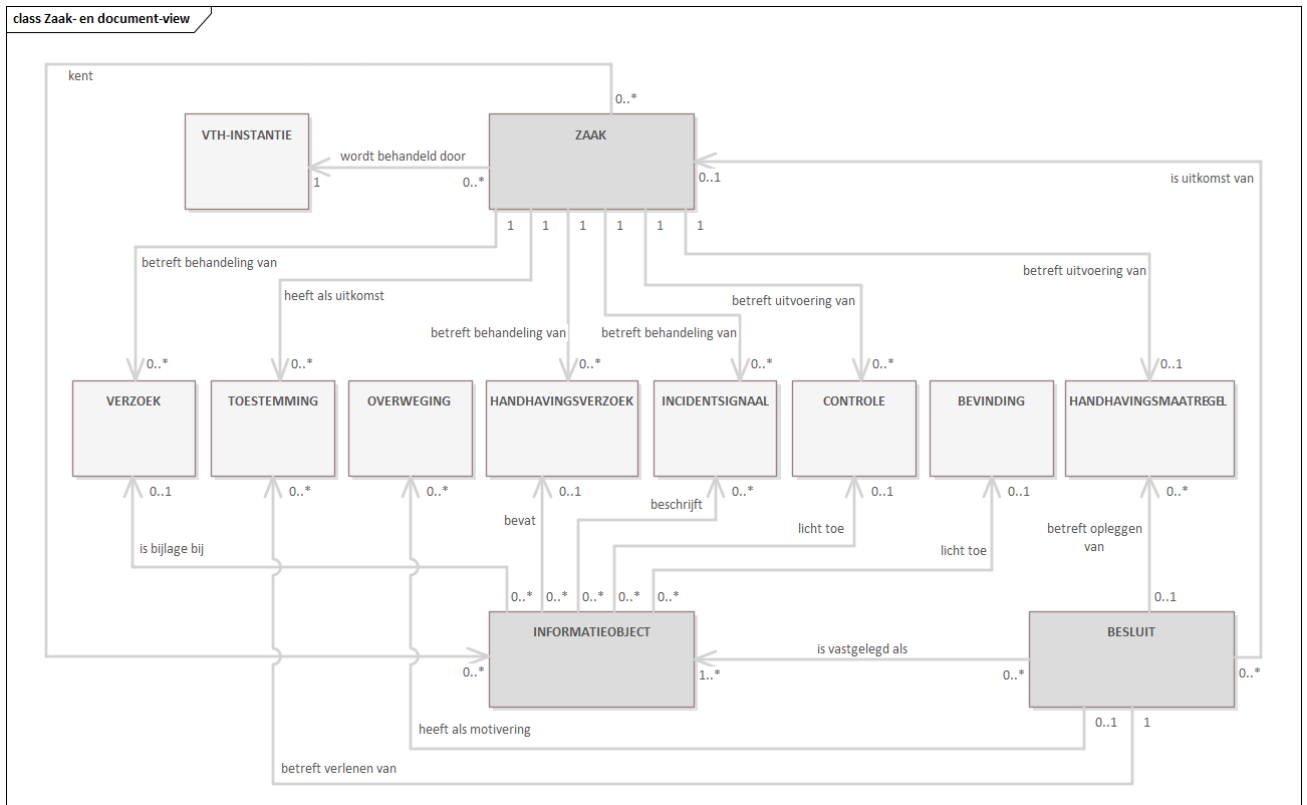 class Zaak- en document-view
kent
0..*
VTH-INSTANTIE
ZAAK
wordt behandeld door
1
0..*
0..1
is uitkomst van
1
1
1
1
1
1
betreft behandeling van
betreft uitvoering van
heeft als uitkomst
betreft uitvoering van
betreft behandeling van
betreft behandeling van
0..*
0..*
0..*
0..*
0..*
0..1
VERZOEK
TOESTEMMING
OVERWEGING
HANDHAVINGSVERZOEK
INCIDENTSIGNAAL
CONTROLE
BEVINDING
HANDHAVINGSMAATREGEL
0..1
0..*
0..*
0..1
0..*
0..1
0..1
0..*
beschrijft
bevat
licht toe
betreft opleggen
van
is bijlage bij
licht toe
0..*
0..*
0..*
0..*
0..*
0..1
INFORMATIEOBJECT
BESLUIT
is vastgelegd als
0..*
1..*
0..*
0..*
heeft als motivering
0..1
1
betreft verlenen van